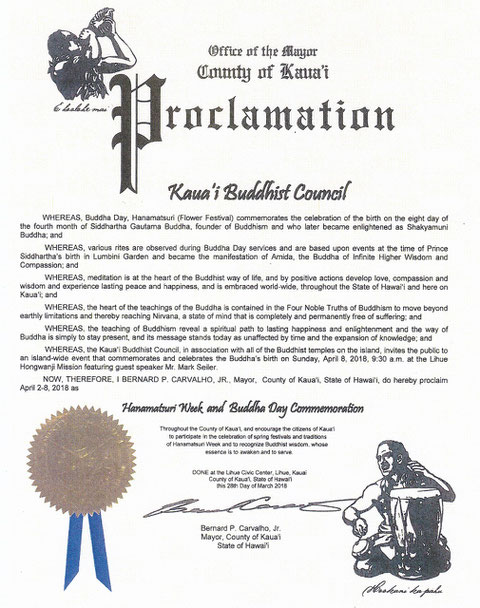 Office of the Mayor
County of Kaua'i
Proclamation
E heahea mai
Kaua'i Buddhist Council
WHEREAS, Buddha Day, Hanamatsuri (Flower Festival) commemorates the celebration of the birth on the eight day of
the fourth month of Siddhartha Gautama Buddha, founder of Buddhism and who later became enlightened as Shakyamuni
Buddha; and
WHEREAS, various rites are observed during Buddha Day services and are based upon events at the time of Prince
Siddhartha's birth in Lumbini Garden and became the manifestation of Amida, the Buddha of Infinite Higher Wisdom and
Compassion; and
WHEREAS, meditation is at the heart of the Buddhist way of life, and by positive actions develop love, compassion and
wisdom and experience lasting peace and happiness, and is embraced world-wide, throughout the State of Hawai'i and here on
Kaua'i; and
WHEREAS, the heart of the teachings of the Buddha is contained in the Four Noble Truths of Buddhism to move beyond
earthly limitations and thereby reaching Nirvana, a state of mind that is completely and permanently free of suffering; and
WHEREAS, the teaching of Buddhism reveal a spiritual path to lasting happiness and enlightenment and the way of
Buddha is simply to stay present, and its message stands today as unaffected by time and the expansion of knowledge; and
WHEREAS, the Kaua'i Buddhist Council, in association with all of the Buddhist temples on the island, invites the public to
an island-wide event that commemorates and celebrates the Buddha's birth on Sunday, April 8, 2018, 9:30 a.m. at the Lihue
Hongwanji Mission featuring guest speaker Mr. Mark Seiler.
NOW, THEREFORE, I BERNARD P. CARVALHO, JR., Mayor, County of Kaua'i, State of Hawai'i, do hereby proclaim
April 2-8, 2018 as
Hanamatsuri Week and Buddha Day Commemoration
Throughout the County of Kaua'i, and encourage the citizens of Kaua'i
to participate in the celebration of spring festivals and traditions
of Hanamatsuri Week and to recognize Buddhist wisdom, whose
essence is to awaken and to serve.
DONE at the Lihue Civic Center, Lihue, Kauai
County of Kaua'i, State of Hawai'i
this 28th Day of March 2018
Bernard P. Carvalho, Jr.
Mayor, County of Kaua'i
State of Hawai'i
Hookani ka pahu